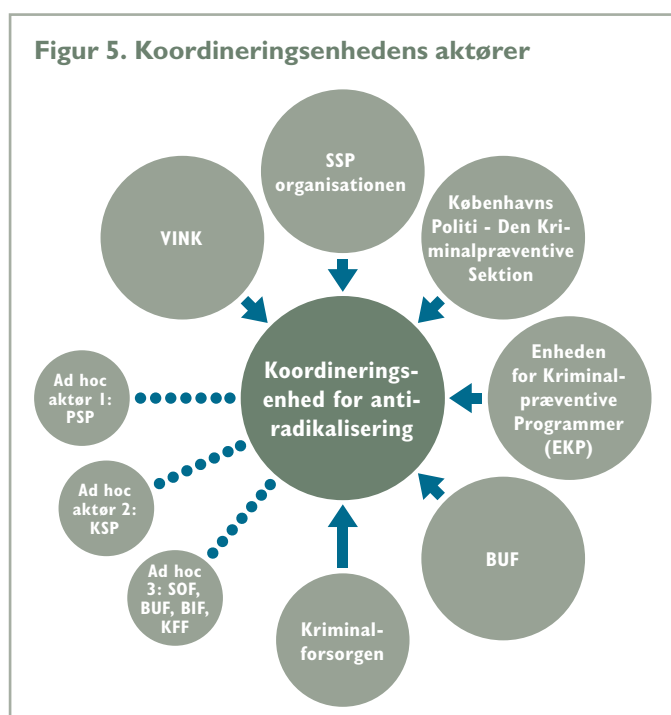 Figur 5. Koordineringsenhedens aktører
SSP
organisationen
VINK
Københavns
Politi - Den Kri-
minalpræventive
Sektion
Koordinerings-
enhed for anti-
radikalisering
Enheden
for Kriminal-
præventive
Programmer
(EKP)
Ad hoc
aktør 1:
PSP
Ad hoc
aktør 2:
KSP
Ad hoc
3: SOF,
BUF, BIF,
KFF
Kriminal-
forsorgen
BUF